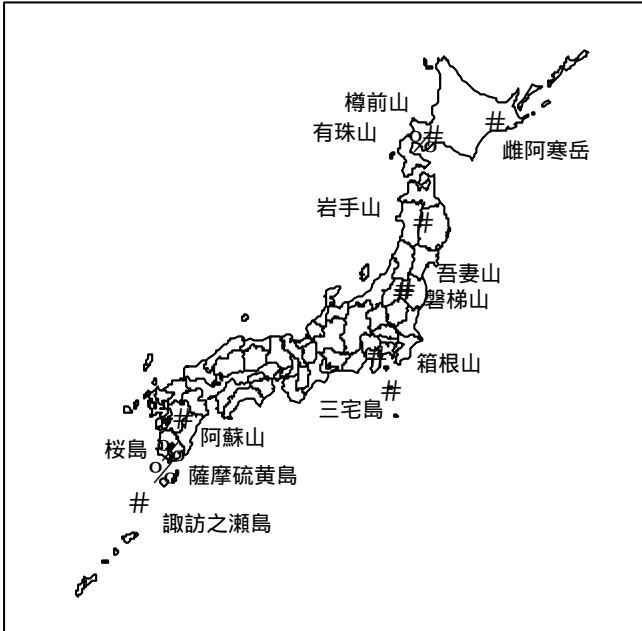 樽前山
有珠山
雌阿寒岳
岩手山
吾妻山
磐梯山
箱根山
三宅島
阿蘇山
桜島
薩摩硫黄島
諏訪之瀬島